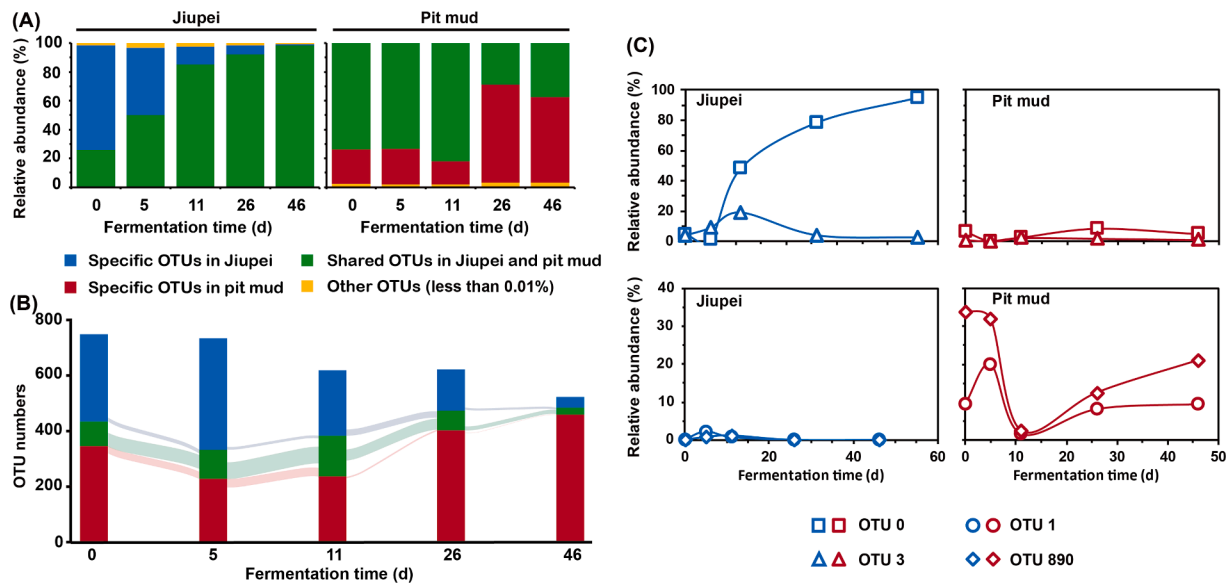 (A)
Jiupei
Pit mud
Relative abundance (%)
100
80
60
40
20
0
0 5 11 26 46
0 5 11 26 46
Fermentation time (d)
Fermentation time (d)
Specific OTUs in Jiupei
Shared OTUs in Jiupei and pit mud
Specific OTUs in pit mud
Other OTUs (less than 0.01%)
(B)
OTU numbers
800
600
400
200
0
0 5 11 26 46
Fermentation time (d)
(C)
Relative abundance (%)
100
80
60
40
20
0
Jiupei
Relative abundance (%)
Pit mud
Relative abundance (%)
40
30
20
10
0
Jiupei
0 20 40 60
Fermentation time (d)
Relative abundance (%)
Pit mud
0 10 20 30 40 50
Fermentation time (d)
OTU 0
OTU 1
OTU 3
OTU 890